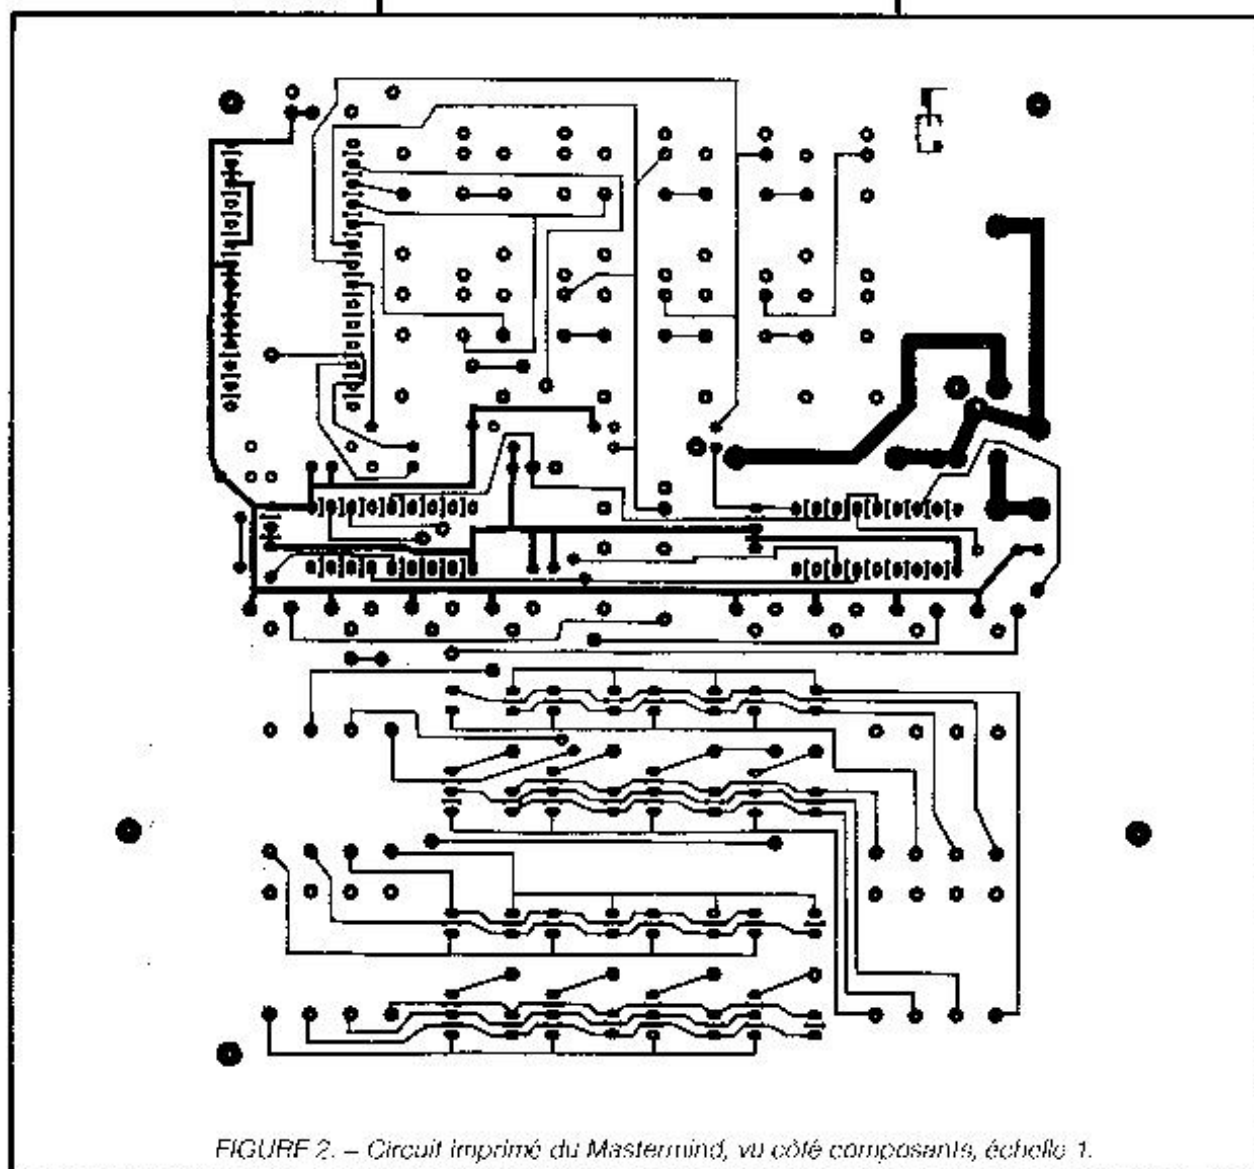 FIGURE 2. – Circuit imprimé du Mastermind, vu côté composants, échelle 1.